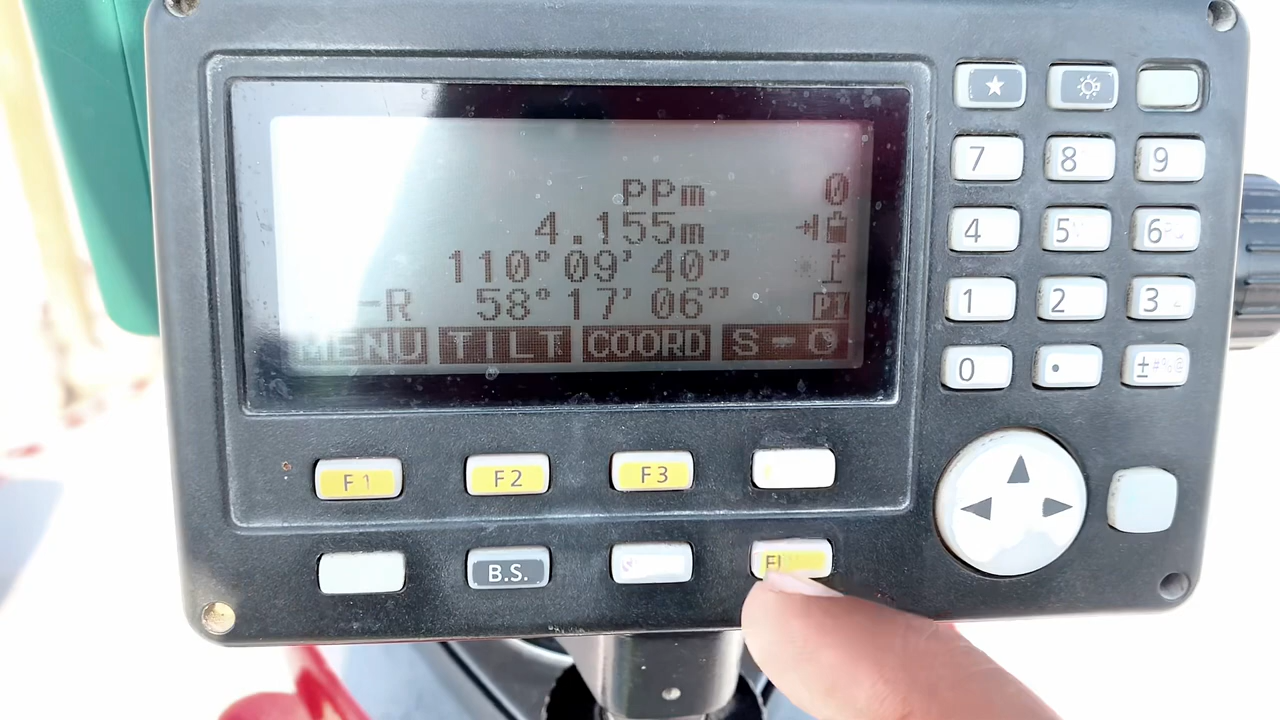 PPm 0
4.155m
110° 09' 40"
-R 58° 17' 06" P1
MENU TILT COORD S-O
7 8 9
4 5 6
1 2 3
0 . ±#%@
F1 F2 F3
B.S.